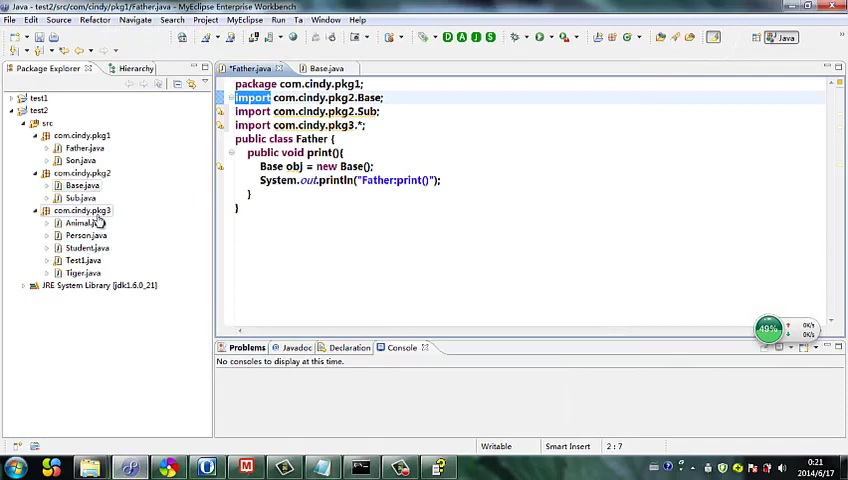 Java - test2/src/com/cindy/pkg1/Father.java - MyEclipse Enterprise Workbench
File Edit Source Refactor Navigate Search Project MyEclipse Run Tools Window Help
Java
Package Explorer Hierarchy
test1
test2
src
com.cindy.pkg1
Father.java
Son.java
com.cindy.pkg2
Base.java
Sub.java
com.cindy.pkg3
Person.java
Student.java
Test1.java
Tiger.java
JRE System Library [jdk1.6.0_21]
*Father.java Base.java
package com.cindy.pkg1;
import com.cindy.pkg2.Base;
import com.cindy.pkg2.Sub;
import com.cindy.pkg3.*;
public class Father {
public void print(){
Base obj = new Base();
System.out.println("Father:print()");
}
}
49% 0K/s
0K/s
Problems Javadoc Declaration Console
No consoles to display at this time.
Writable Smart Insert 2 : 7
0:21
2014/6/17